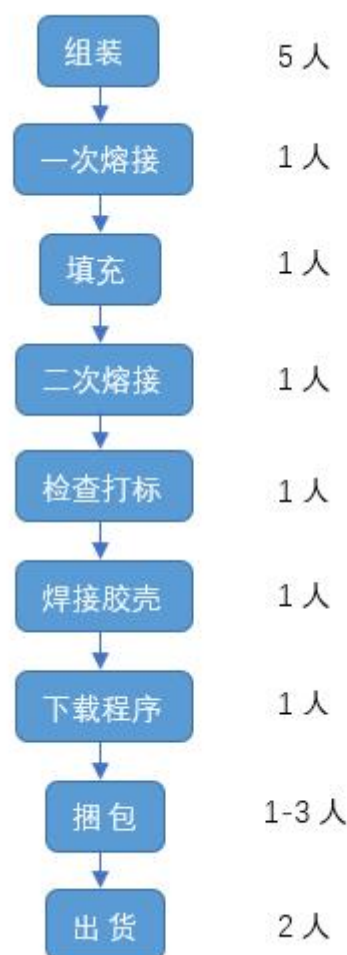 组装 5 人
一次熔接 1 人
填充 1 人
二次熔接 1 人
检查打标 1 人
焊接胶壳 1 人
下载程序 1 人
捆 包 1-3 人
出 货 2 人